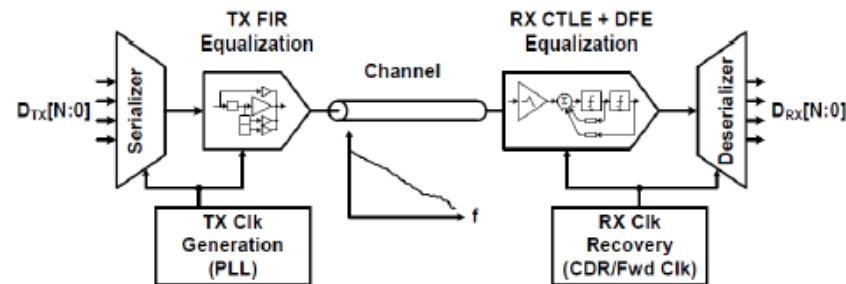 TX FIR
Equalization
RX CTLE + DFE
Equalization
Channel
D_TX[N:0]
Serializer
Deserializer
D_RX[N:0]
f
TX Clk
Generation
(PLL)
RX Clk
Recovery
(CDR/Fwd Clk)